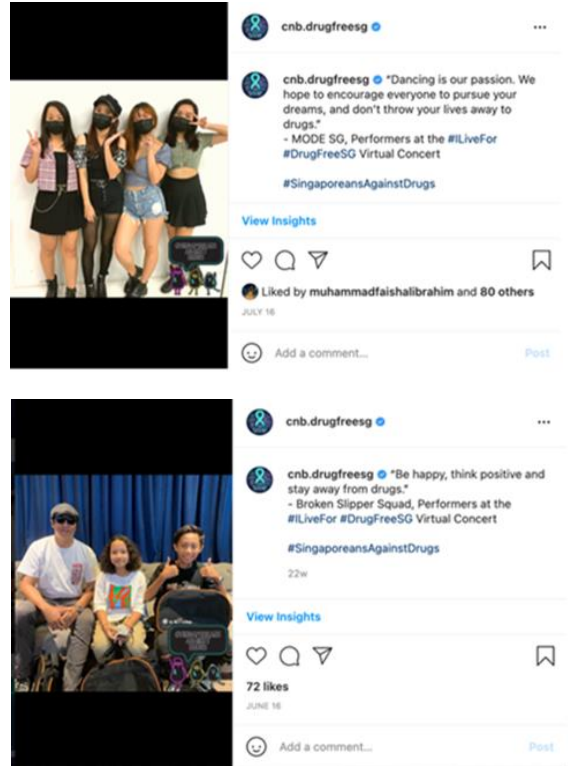 cnb.drugfreesg
cnb.drugfreesg "Dancing is our passion. We
hope to encourage everyone to pursue your
dreams, and don't throw your lives away to
drugs."
- MODE SG, Performers at the #ILiveFor
#DrugFreeSG Virtual Concert
#SingaporeansAgainstDrugs
View Insights
Liked by muhammadfaishalibrahim and 80 others
JULY 16
Add a comment...
Post
cnb.drugfreesg
cnb.drugfreesg "Be happy, think positive and
stay away from drugs."
- Broken Slipper Squad, Performers at the
#ILiveFor #DrugFreeSG Virtual Concert
#SingaporeansAgainstDrugs
22w
View Insights
72 likes
JUNE 16
Add a comment...
Post